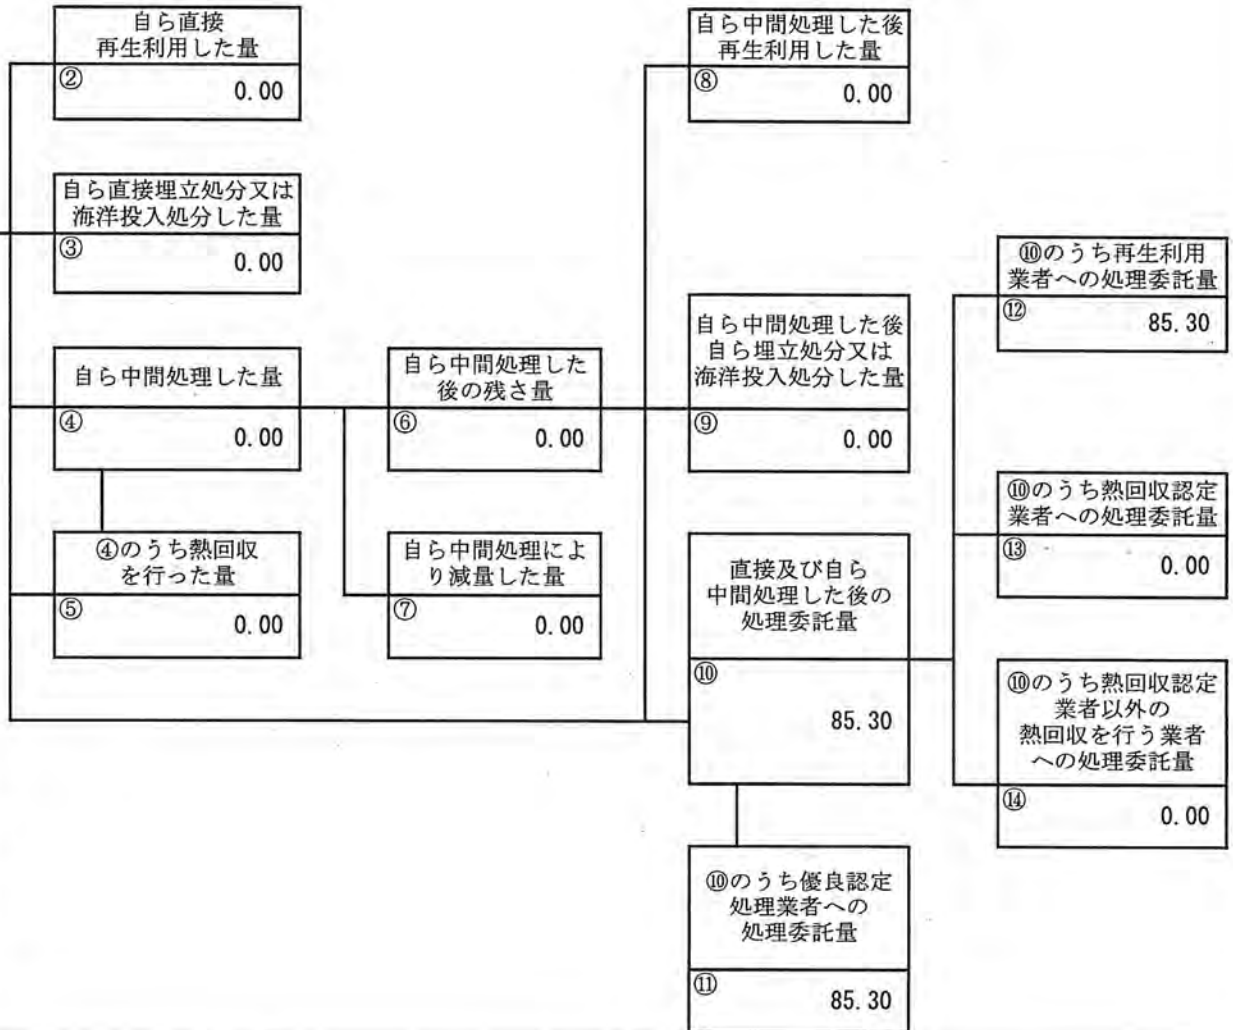 自ら直接
再生利用した量
②
0.00
自ら直接埋立処分又は
海洋投入処分した量
③
0.00
自ら中間処理した量
④
0.00
④のうち熱回収
を行った量
⑤
0.00
自ら中間処理した
後の残さ量
⑥
0.00
自ら中間処理によ
り減量した量
⑦
0.00
自ら中間処理した後
再生利用した量
⑧
0.00
自ら中間処理した後
自ら埋立処分又は
海洋投入処分した量
⑨
0.00
直接及び自ら
中間処理した後の
処理委託量
⑩
85.30
⑩のうち優良認定
処理業者への
処理委託量
⑪
85.30
⑩のうち再生利用
業者への処理委託量
⑫
85.30
⑩のうち熱回収認定
業者への処理委託量
⑬
0.00
⑩のうち熱回収認定
業者以外の
熱回収を行う業者
への処理委託量
⑭
0.00